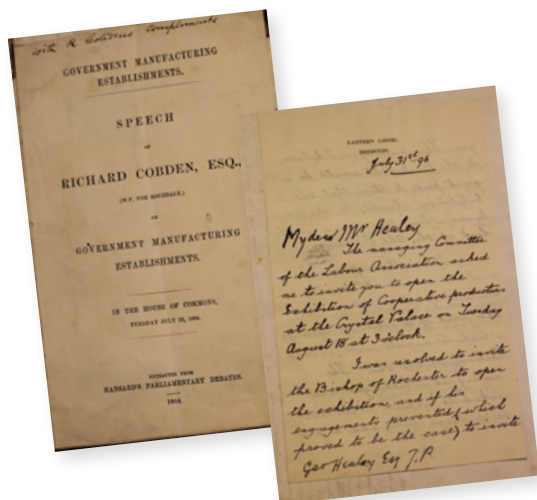 with R Cobdens compliments
GOVERNMENT MANUFACTURING
ESTABLISHMENTS.
SPEECH
OF
RICHARD COBDEN, ESQ.,
(M.P. FOR ROCHDALE,)
ON
GOVERNMENT MANUFACTURING
ESTABLISHMENTS.
IN THE HOUSE OF COMMONS,
TUESDAY JULY 22, 1864.
EXTRACTED FROM
HANSARD'S PARLIAMENTARY DEBATES.
1864.
EASTERN LODGE,
BRIGHTON.
July 31st 96
My dear Mr Healey
The managing Committee
of the Labour Association asked
me to invite you to open the
Exhibition of Cooperative productions
at the Crystal Palace on Tuesday
August 18 at 3 o'clock.
I was resolved to invite
the Bishop of Rochester to open
the exhibition, and if his
engagements prevented (which
proved to be the case) to invite
Geo Healey Esq J.P.